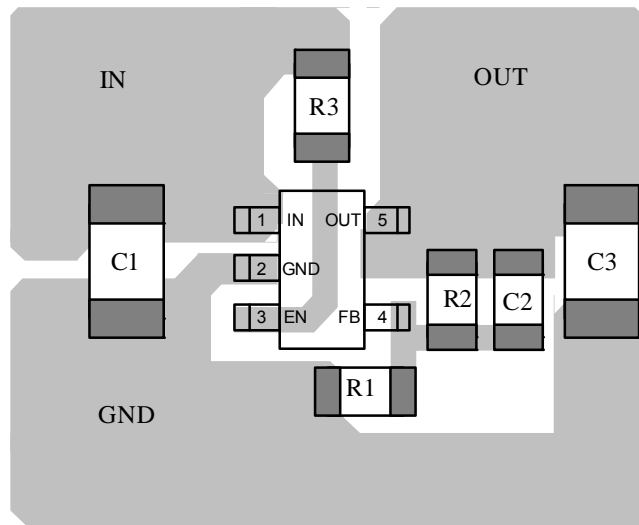 IN
OUT
R3
1 IN OUT 5
C1
2 GND
C3
R2
C2
3 EN FB 4
R1
GND